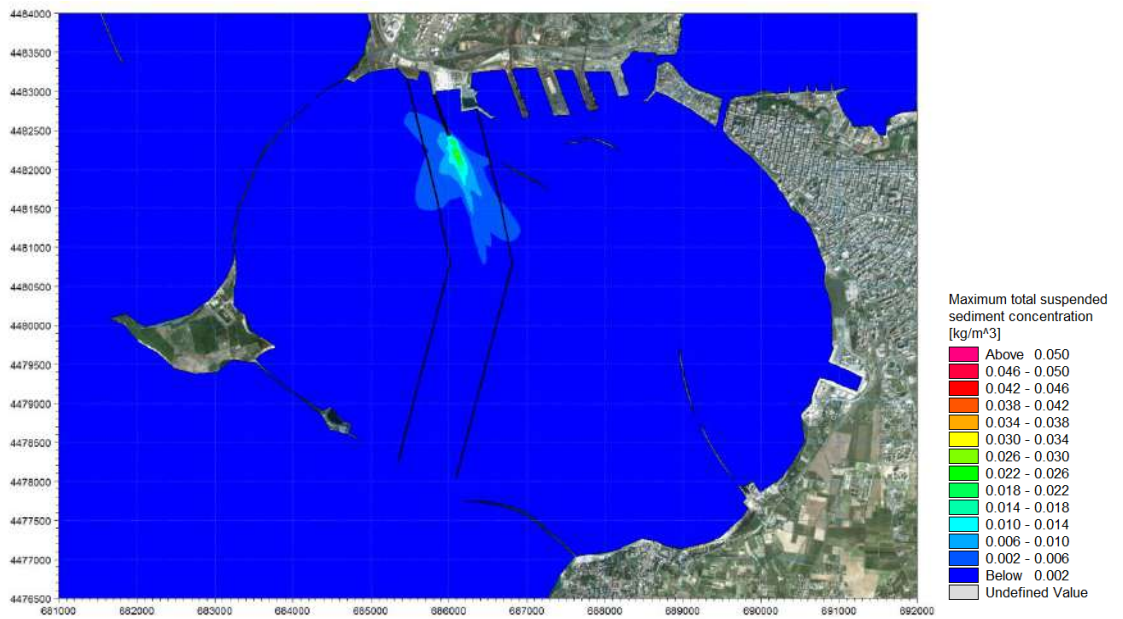 4484000
4483500
4483000
4482500
4482000
4481500
4481000
4480500
4480000
4479500
4479000
4478500
4478000
4477500
4477000
4476500
681000 682000 683000 684000 685000 686000 687000 688000 689000 690000 691000 692000
Maximum total suspended
sediment concentration
[kg/m^3]
Above 0.050
0.046 - 0.050
0.042 - 0.046
0.038 - 0.042
0.034 - 0.038
0.030 - 0.034
0.026 - 0.030
0.022 - 0.026
0.018 - 0.022
0.014 - 0.018
0.010 - 0.014
0.006 - 0.010
0.002 - 0.006
Below 0.002
Undefined Value